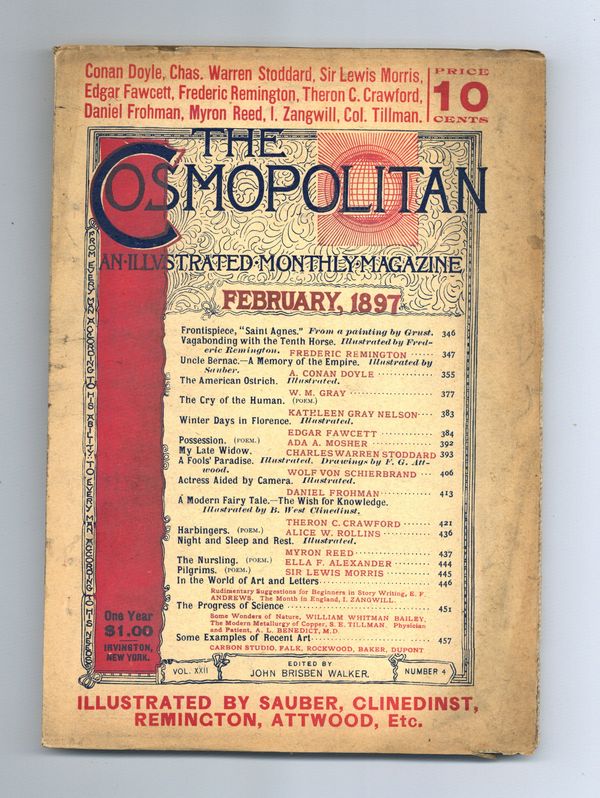 Conan Doyle, Chas. Warren Stoddard, Sir Lewis Morris,
Edgar Fawcett, Frederic Remington, Theron C. Crawford,
Daniel Frohman, Myron Reed, I. Zangwill, Col. Tillman.
PRICE
10
CENTS
THE
COSMOPOLITAN
AN·ILLVSTRATED·MONTHLY·MAGAZINE
FEBRUARY, 1897
FROM EVERY MAN ACCORDING TO HIS ABILITY: TO EVERY MAN ACCORDING TO HIS NEEDS
Frontispiece, "Saint Agnes." From a painting by Grust. 346
Vagabonding with the Tenth Horse. Illustrated by Fred-
eric Remington. FREDERIC REMINGTON ...... 347
Uncle Bernac.—A Memory of the Empire. Illustrated by
Sauber. A. CONAN DOYLE ............... 355
The American Ostrich. Illustrated.
W. M. GRAY ................ 377
The Cry of the Human. (POEM.)
KATHLEEN GRAY NELSON.... 383
Winter Days in Florence. Illustrated.
EDGAR FAWCETT ............. 384
Possession. (POEM.) ADA A. MOSHER ............. 392
My Late Widow. CHARLES WARREN STODDARD 393
A Fools' Paradise. Illustrated. Drawings by F. G. Att-
wood. WOLF VON SCHIERBRAND ... 406
Actress Aided by Camera. Illustrated.
DANIEL FROHMAN............ 413
A Modern Fairy Tale.—The Wish for Knowledge.
Illustrated by B. West Clinedinst.
THERON C. CRAWFORD ....... 421
Harbingers. (POEM.) ALICE W. ROLLINS ........... 436
Night and Sleep and Rest. Illustrated.
MYRON REED ................ 437
The Nursling. (POEM.) ELLA F. ALEXANDER ........ 444
Pilgrims. (POEM.) SIR LEWIS MORRIS .......... 445
In the World of Art and Letters............................ 446
Rudimentary Suggestions for Beginners in Story Writing, E. F.
ANDREWS. The Month in England, I. ZANGWILL.
The Progress of Science .................................. 451
Some Wonders of Nature, WILLIAM WHITMAN BAILEY.
The Modern Metallurgy of Copper, S. E. TILLMAN. Physician
and Patient, A. L. BENEDICT, M.D.
Some Examples of Recent Art............................. 457
CARBON STUDIO, FALK, ROCKWOOD, BAKER, DUPONT
One Year
$1.00
IRVINGTON,
NEW YORK.
VOL. XXII
EDITED BY
JOHN BRISBEN WALKER.
NUMBER 4
ILLUSTRATED BY SAUBER, CLINEDINST,
REMINGTON, ATTWOOD, Etc.